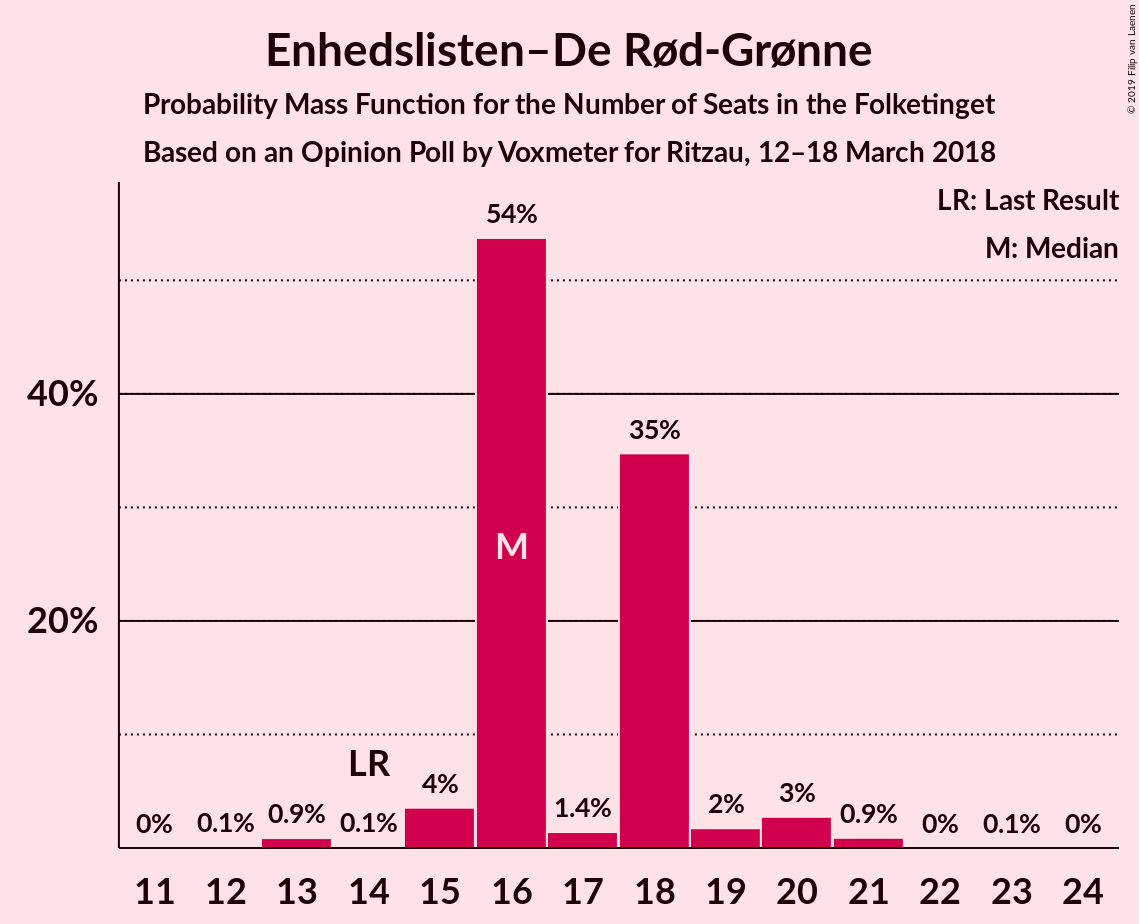 Enhedslisten–De Rød-Grønne
Probability Mass Function for the Number of Seats in the Folketinget
Based on an Opinion Poll by Voxmeter for Ritzau, 12–18 March 2018
© 2019 Filip van Laenen
LR: Last Result
M: Median
40%
20%
0%
0.1%
0.9%
0.1%
LR
4%
54%
M
1.4%
35%
2%
3%
0.9%
0%
0.1%
0%
11 12 13 14 15 16 17 18 19 20 21 22 23 24